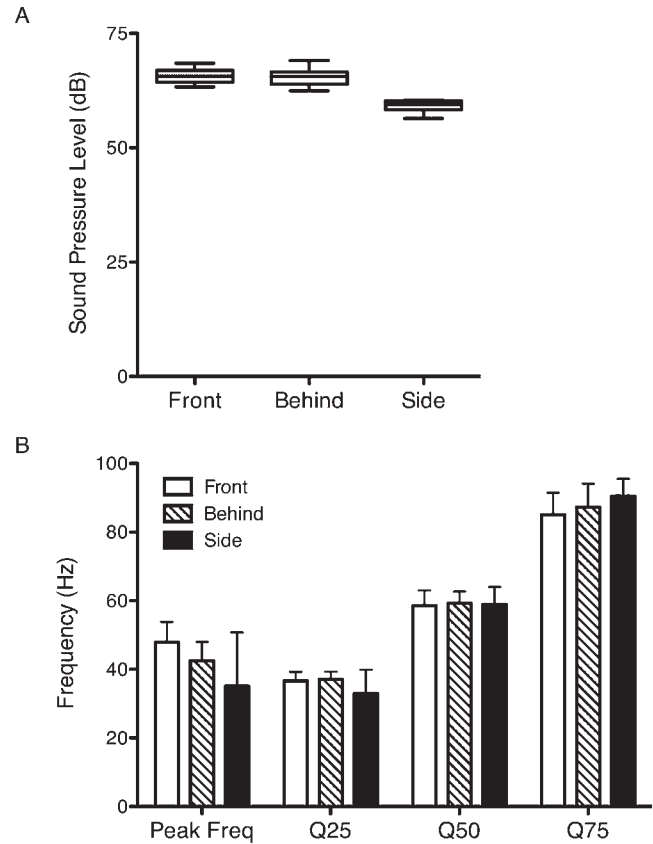 A
Sound Pressure Level (dB)
75
50
25
0
Front Behind Side
B
Frequency (Hz)
100
80
60
40
20
0
Front
Behind
Side
Peak Freq Q25 Q50 Q75